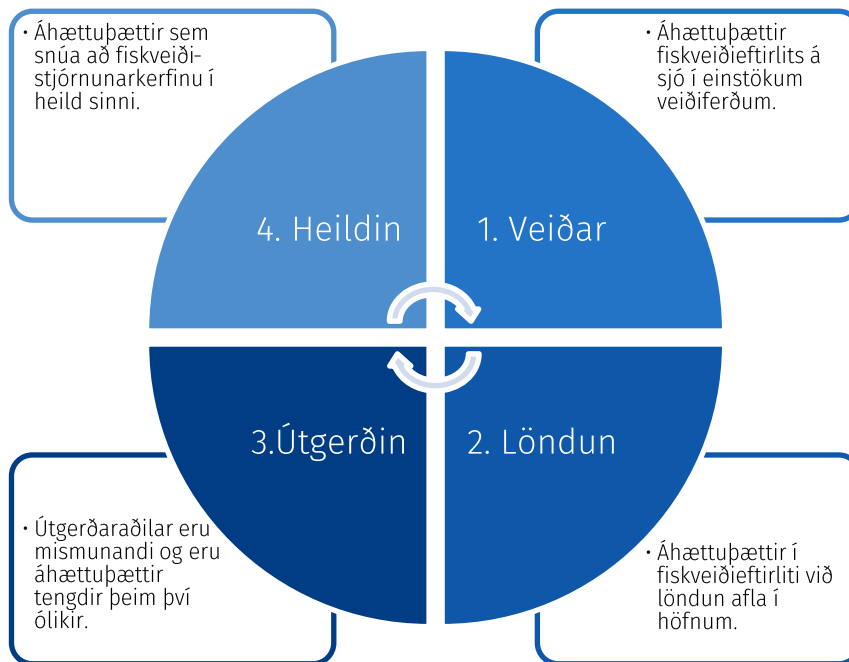 · Áhættuþættir sem
snúa að fiskveiði-
stjórnunarkerfinu í
heild sinni.
· Áhættuþættir
fiskveiðieftirlits á
sjó í einstökum
veiðiferðum.
4. Heildin
1. Veiðar
3.Útgerðin
2. Löndun
· Útgerðaraðilar eru
mismunandi og eru
áhættuþættir
tengdir þeim því
ólikir.
· Áhættuþættir í
fiskveiðieftirliti við
löndun afla í
höfnum.